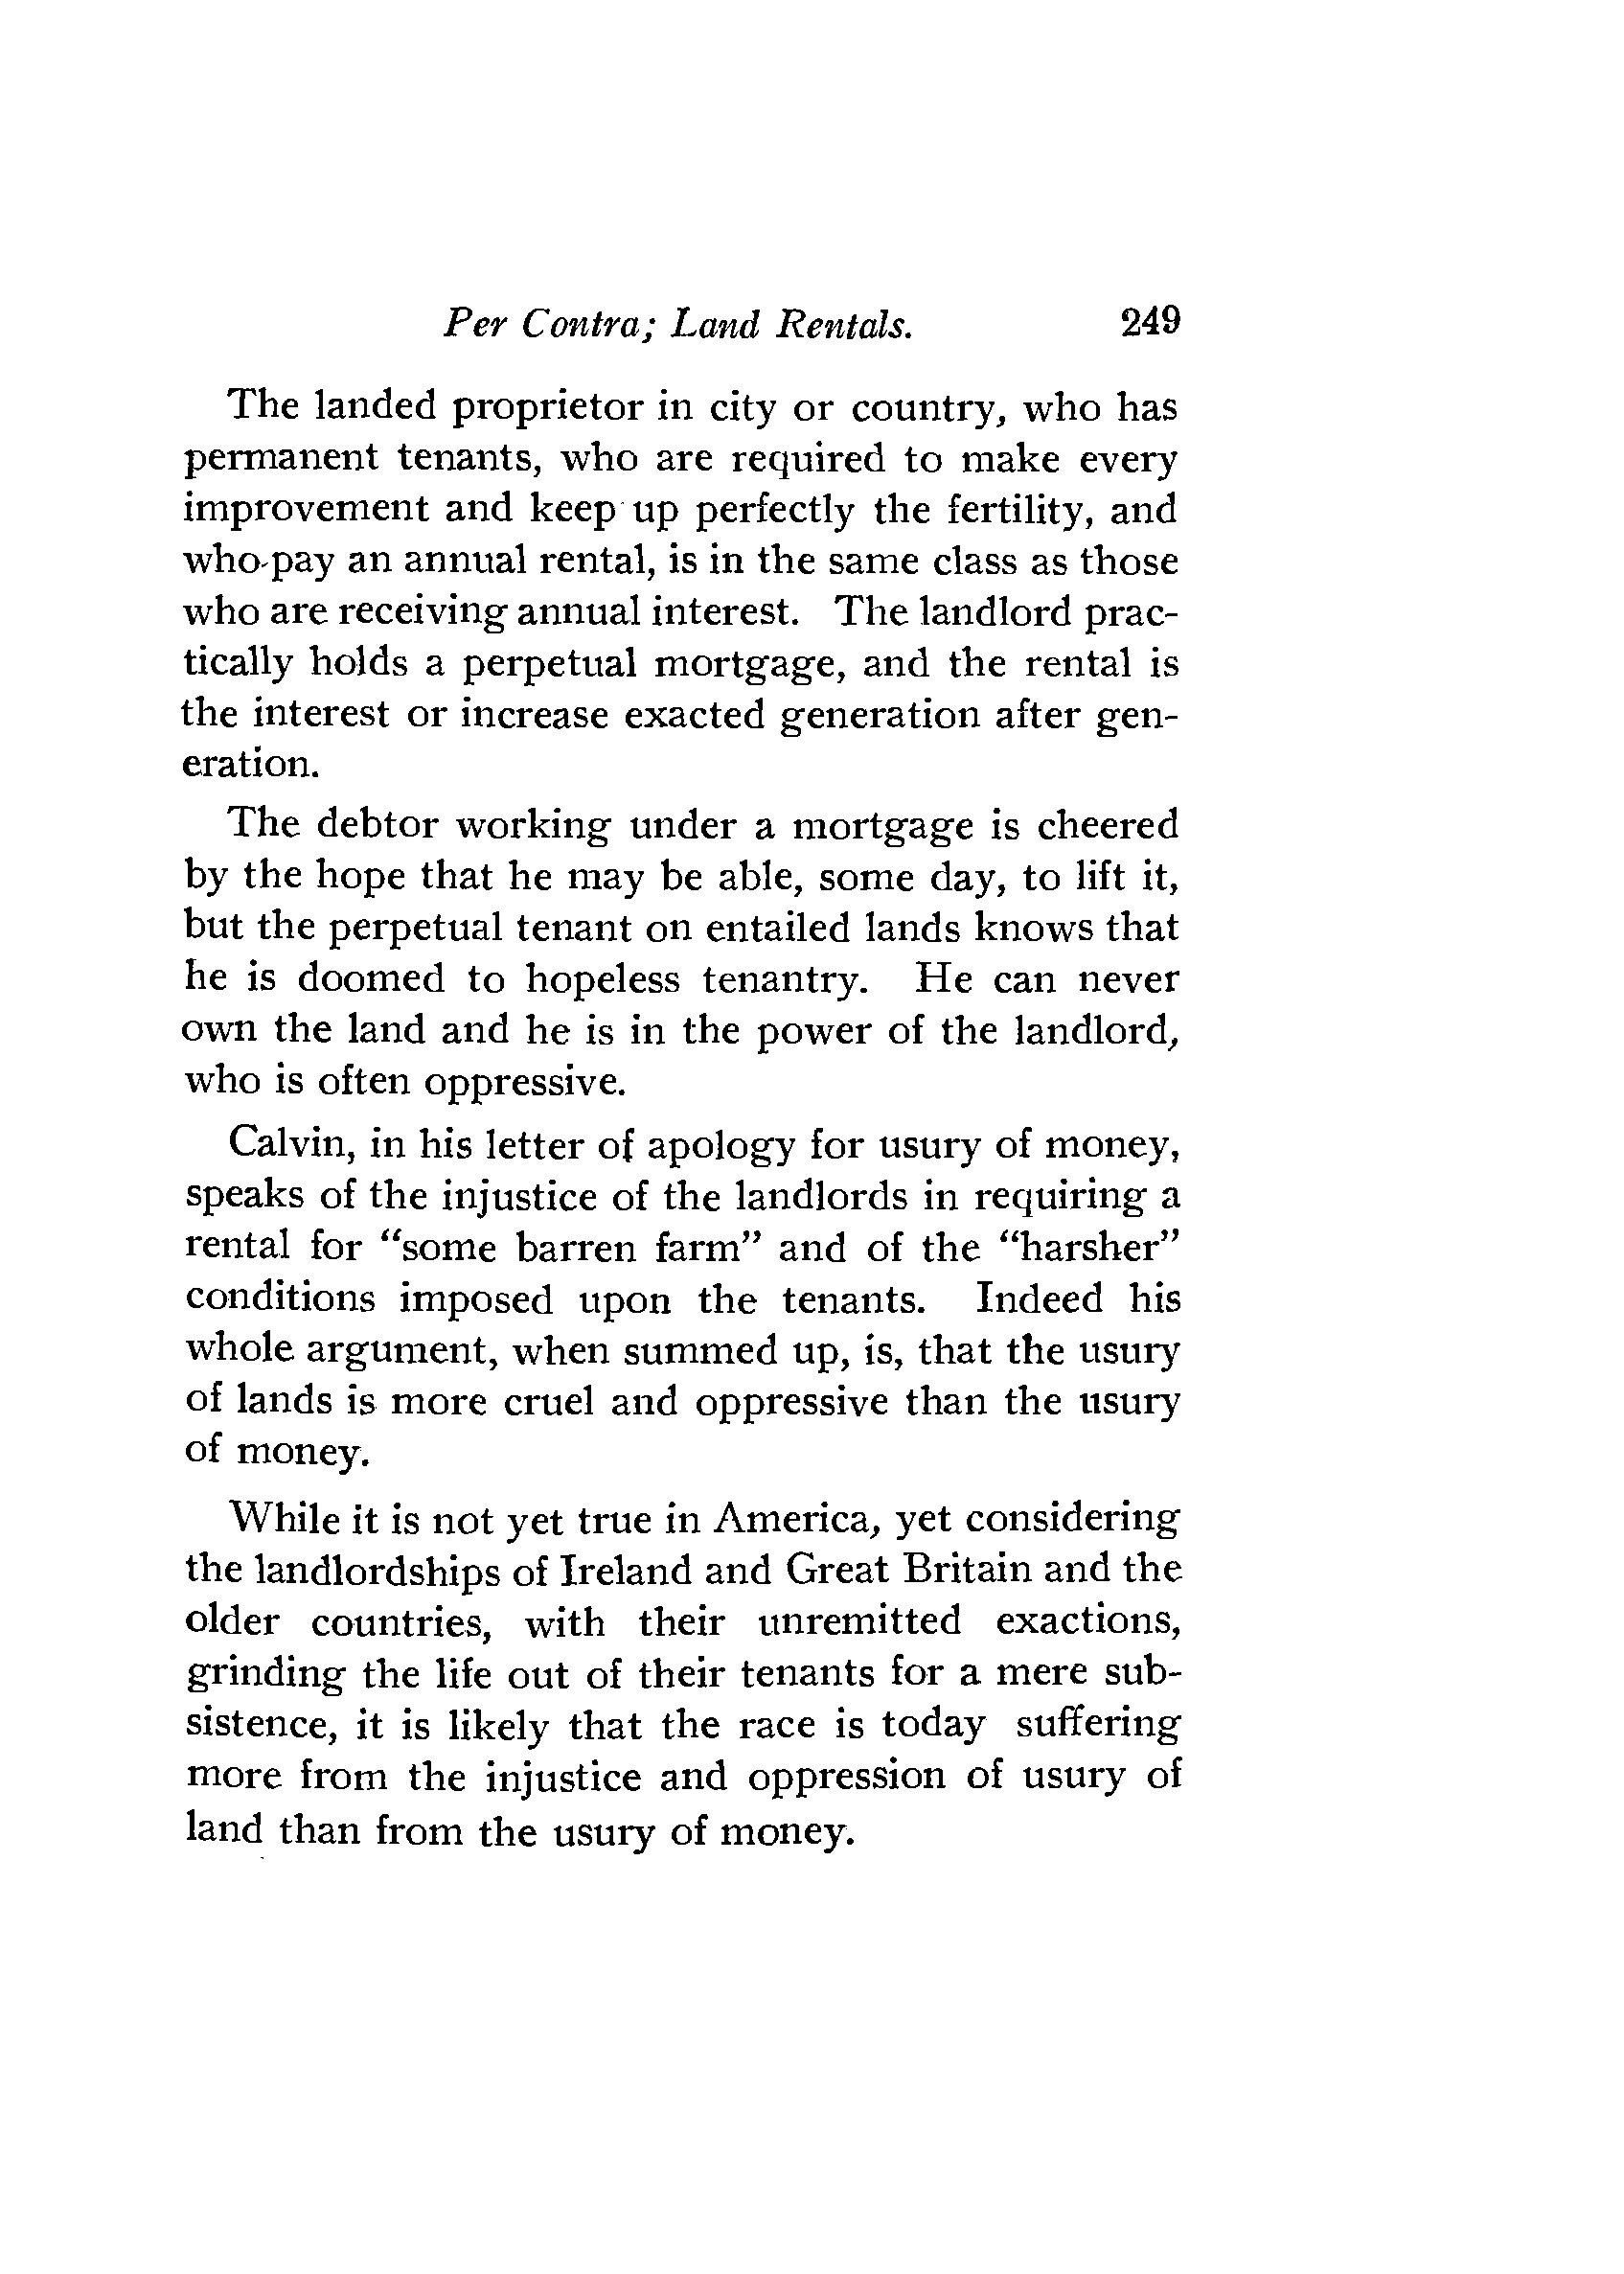 Per Contra; Land Rentals. 249
The landed proprietor in city or country, who has
permanent tenants, who are required to make every
improvement and keep up perfectly the fertility, and
who pay an annual rental, is in the same class as those
who are receiving annual interest. The landlord prac-
tically holds a perpetual mortgage, and the rental is
the interest or increase exacted generation after gen-
eration.
The debtor working under a mortgage is cheered
by the hope that he may be able, some day, to lift it,
but the perpetual tenant on entailed lands knows that
he is doomed to hopeless tenantry. He can never
own the land and he is in the power of the landlord,
who is often oppressive.
Calvin, in his letter of apology for usury of money,
speaks of the injustice of the landlords in requiring a
rental for “some barren farm” and of the “harsher”
conditions imposed upon the tenants. Indeed his
whole argument, when summed up, is, that the usury
of lands is more cruel and oppressive than the usury
of money.
While it is not yet true in America, yet considering
the landlordships of Ireland and Great Britain and the
older countries, with their unremitted exactions,
grinding the life out of their tenants for a mere sub-
sistence, it is likely that the race is today suffering
more from the injustice and oppression of usury of
land than from the usury of money.